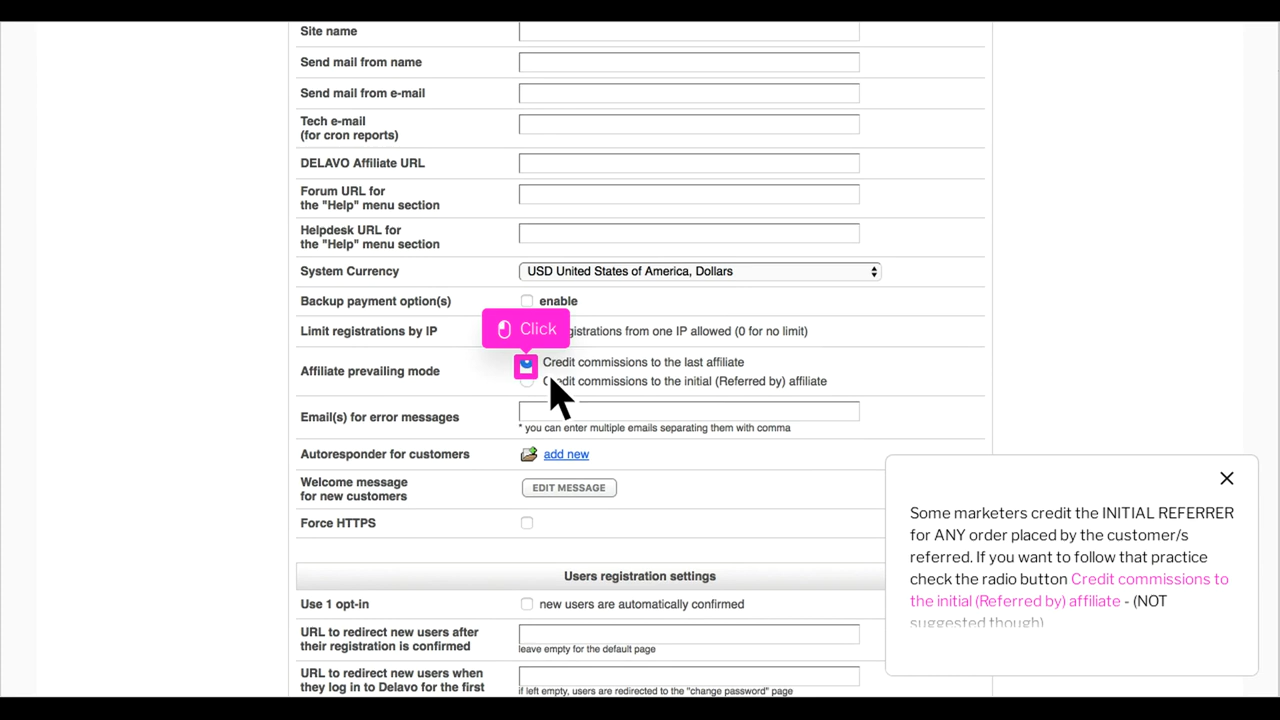 Site name
Send mail from name
Send mail from e-mail
Tech e-mail
(for cron reports)
DELAVO Affiliate URL
Forum URL for
the "Help" menu section
Helpdesk URL for
the "Help" menu section
System Currency
USD United States of America, Dollars
Backup payment option(s)
enable
Click
Limit registrations by IP
gistrations from one IP allowed (0 for no limit)
Affiliate prevailing mode
Credit commissions to the last affiliate
Credit commissions to the initial (Referred by) affiliate
Email(s) for error messages
* you can enter multiple emails separating them with comma
Autoresponder for customers
add new
Welcome message
for new customers
EDIT MESSAGE
Force HTTPS
Users registration settings
Use 1 opt-in
new users are automatically confirmed
URL to redirect new users after
their registration is confirmed
leave empty for the default page
URL to redirect new users when
they log in to Delavo for the first
if left empty, users are redirected to the "change password" page
Some marketers credit the INITIAL REFERRER
for ANY order placed by the customer/s
referred. If you want to follow that practice
check the radio button Credit commissions to
the initial (Referred by) affiliate - (NOT
suggested though)